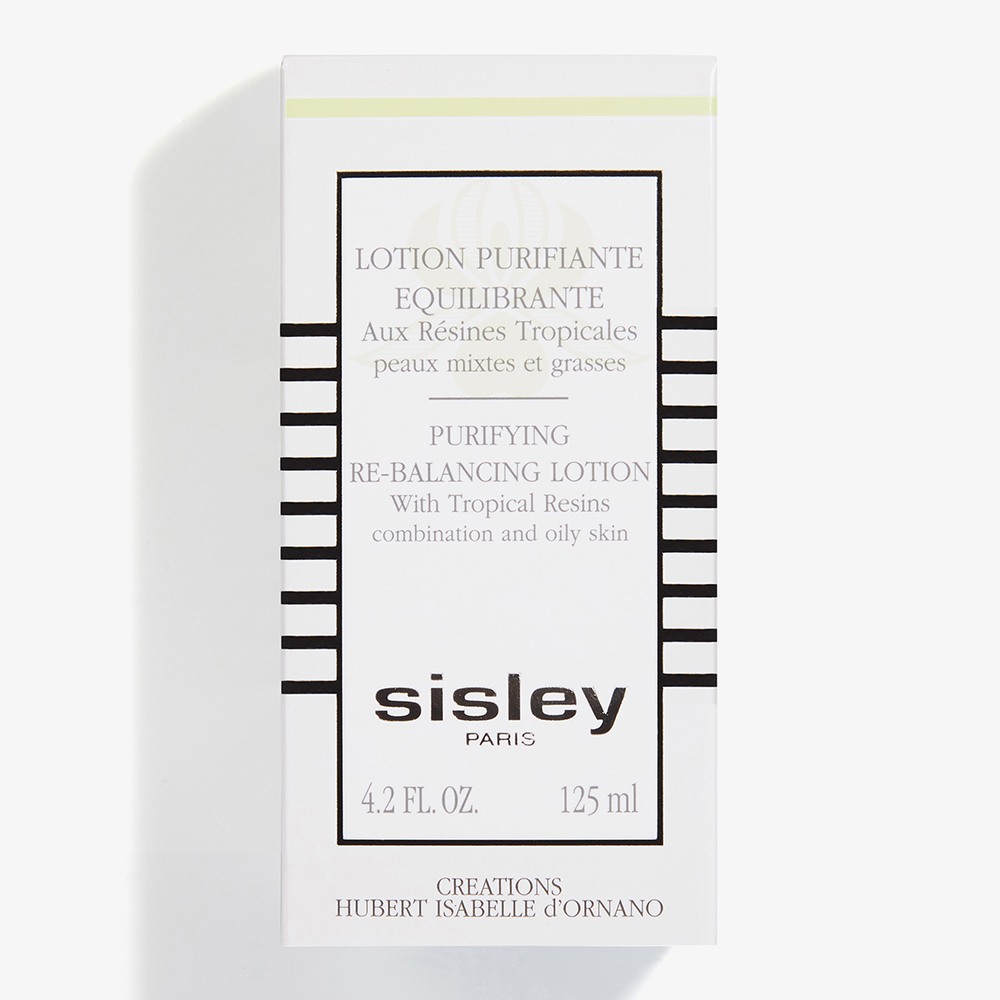 LOTION PURIFIANTE
EQUILIBRANTE
Aux Résines Tropicales
peaux mixtes et grasses
PURIFYING
RE-BALANCING LOTION
With Tropical Resins
combination and oily skin
sisley
PARIS
4.2 FL. OZ. 125 ml
CREATIONS
HUBERT ISABELLE d'ORNANO